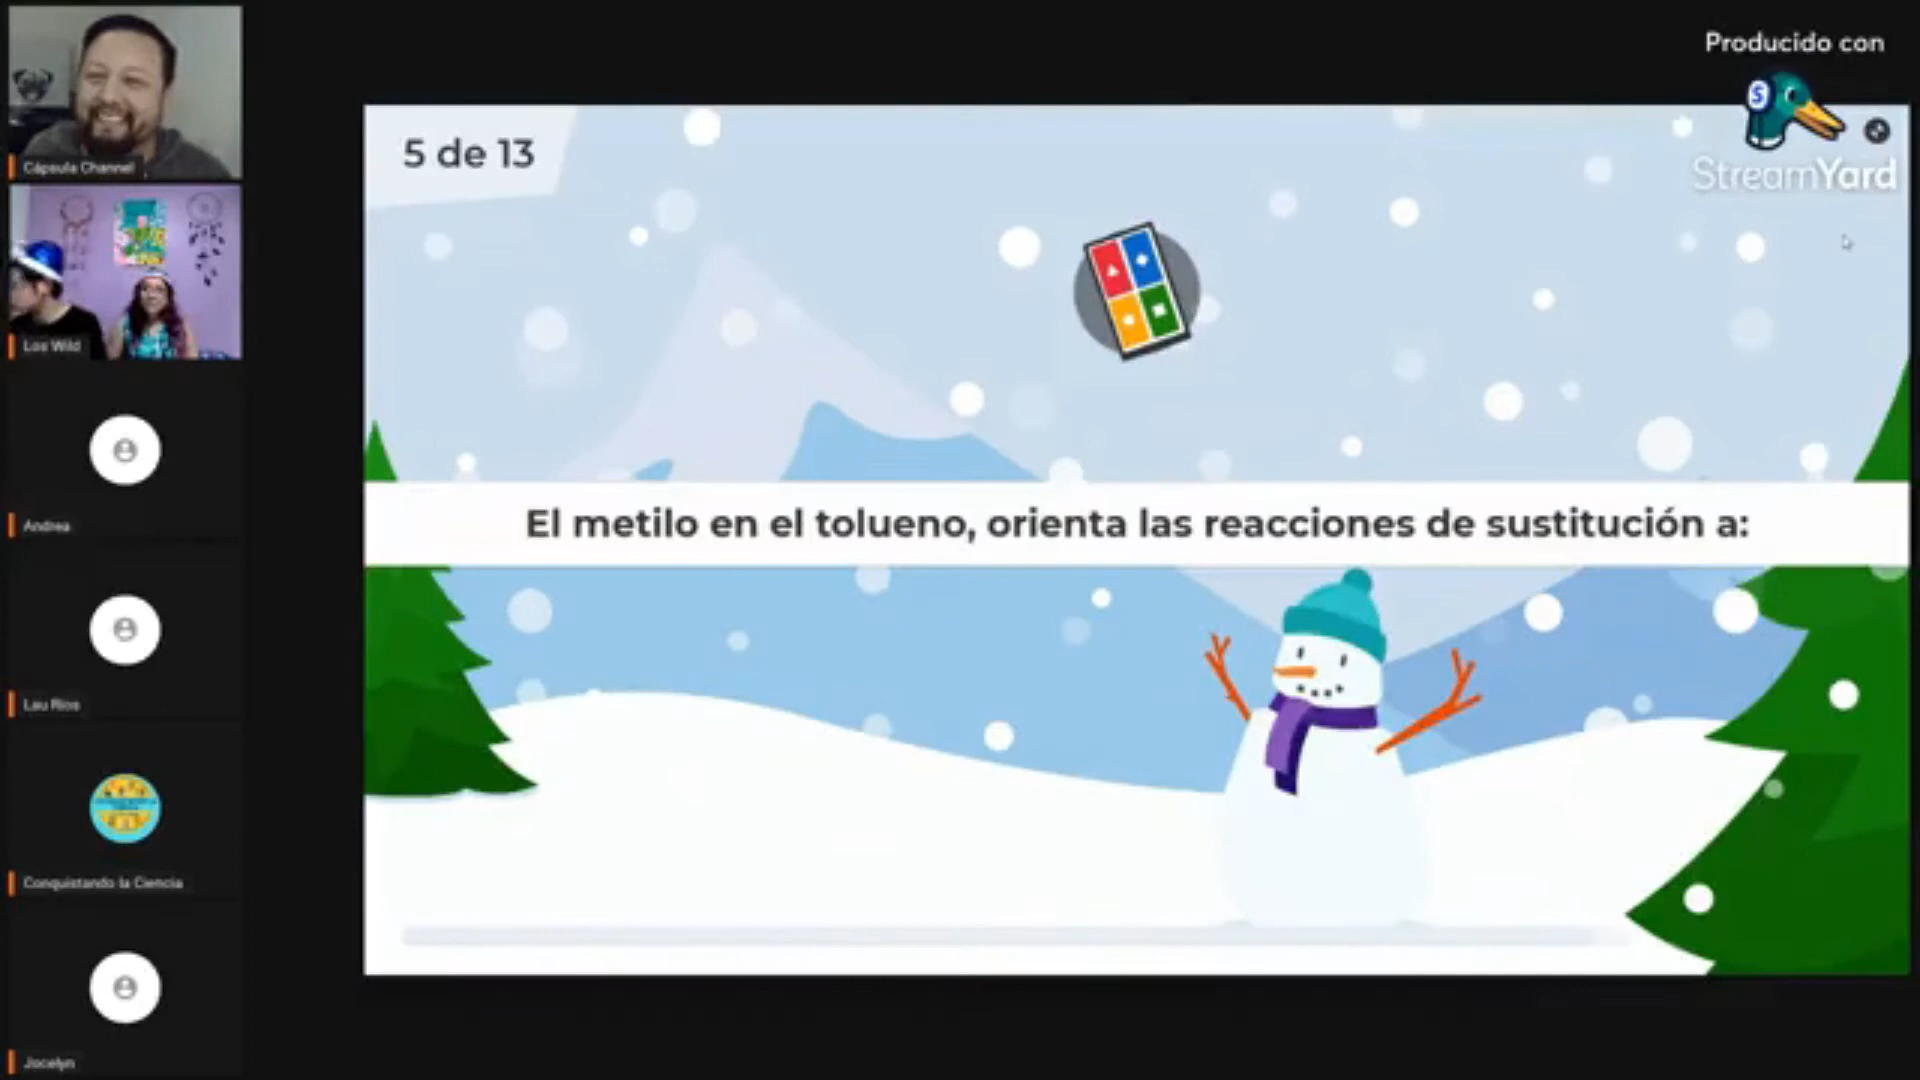 Cápsula Channel
Los Wild
Andrea
Lau Rios
Conquistando la Ciencia
Jocelyn
Producido con
StreamYard
5 de 13
El metilo en el tolueno, orienta las reacciones de sustitución a: